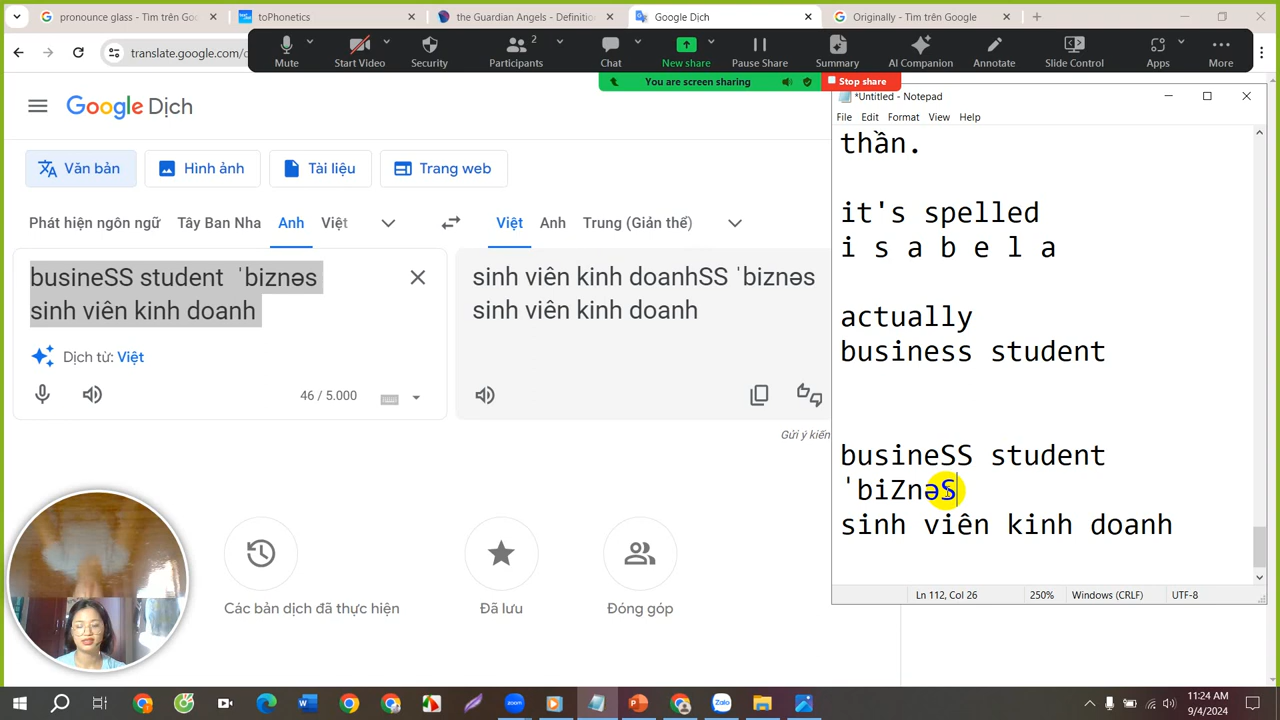 pronounce glass - Tìm trên Goo
toPhonetics
the Guardian Angels - Definition
Google Dịch
Originally - Tìm trên Google
translate.google.com/
Mute
Start Video
Security
Participants
2
Chat
New share
Pause Share
Summary
AI Companion
Annotate
Slide Control
Apps
More
You are screen sharing
Stop share
Google Dịch
Văn bản
Hình ảnh
Tài liệu
Trang web
Phát hiện ngôn ngữ
Tây Ban Nha
Anh
Việt
Việt
Anh
Trung (Giản thể)
busineSS student ˈbiznəs
sinh viên kinh doanh
Dịch từ: Việt
46 / 5.000
sinh viên kinh doanhSS ˈbiznəs
sinh viên kinh doanh
Gửi ý kiến
Các bản dịch đã thực hiện
Đã lưu
Đóng góp
*Untitled - Notepad
File Edit Format View Help
thần.
it's spelled
i s a b e l a
actually
business student
busineSS student
ˈbiZnəS
sinh viên kinh doanh
Ln 112, Col 26
250%
Windows (CRLF)
UTF-8
11:24 AM
9/4/2024